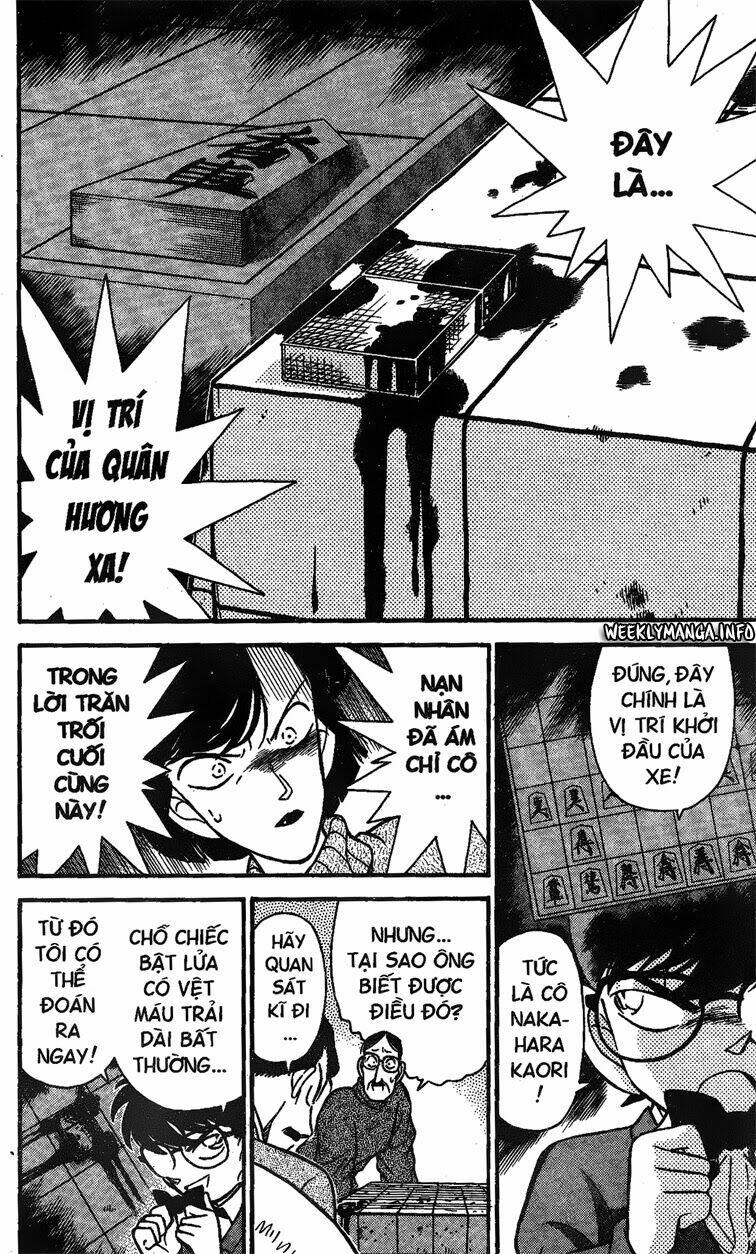 ĐÂY
LÀ...
香車
VỊ TRÍ
CỦA QUÂN
HƯƠNG
XA!
WEEKLYMANGA.INFO
ĐÚNG, ĐÂY
CHÍNH LÀ
VỊ TRÍ KHỞI
ĐẦU CỦA
XE!
NẠN
NHÂN
ĐÃ ÁM
CHỈ CÔ
...
TRONG
LỜI TRĂN
TRỐI
CUỐI
CÙNG
NÀY!
TỨC
LÀ CÔ
NAKA-
HARA
KAORI
!
NHƯNG...
TẠI SAO ÔNG
BIẾT ĐƯỢC
ĐIỀU ĐÓ?
HÃY
QUAN
SÁT
KĨ ĐI
...
CHỖ CHIẾC
BẬT LỬA
CÓ VỆT
MÁU TRẢI
DÀI BẤT
THƯỜNG...
TỪ ĐÓ
TÔI CÓ
THỂ
ĐOÁN
RA
NGAY!